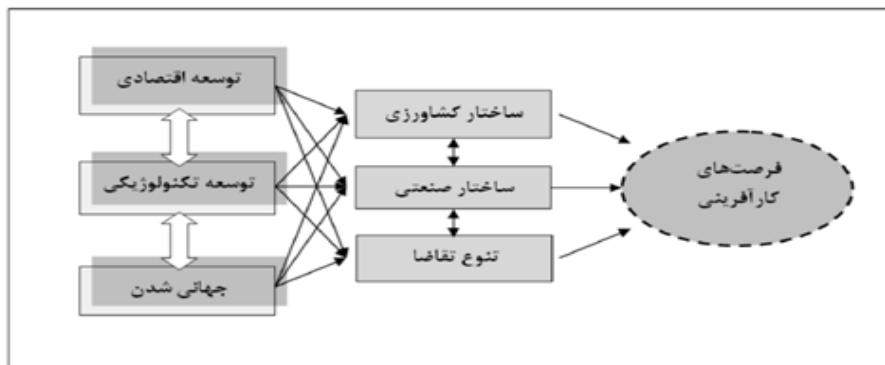 توسعه اقتصادی
توسعه تکنولوژیکی
جهانی شدن
ساختار کشاورزی
ساختار صنعتی
تنوع تقاضا
فرصت‌های
کارآفرینی